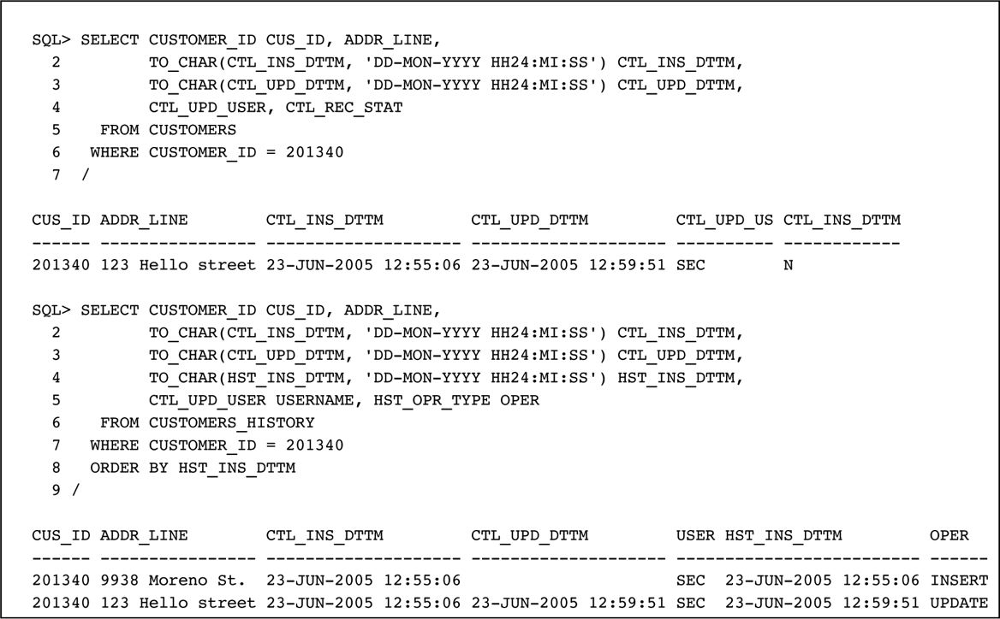 SQL> SELECT CUSTOMER_ID CUS_ID, ADDR_LINE,
  2         TO_CHAR(CTL_INS_DTTM, 'DD-MON-YYYY HH24:MI:SS') CTL_INS_DTTM,
  3         TO_CHAR(CTL_UPD_DTTM, 'DD-MON-YYYY HH24:MI:SS') CTL_UPD_DTTM,
  4         CTL_UPD_USER, CTL_REC_STAT
  5    FROM CUSTOMERS
  6   WHERE CUSTOMER_ID = 201340
  7  /
CUS_ID ADDR_LINE        CTL_INS_DTTM         CTL_UPD_DTTM         CTL_UPD_US CTL_INS_DTTM
------ ---------------- -------------------- -------------------- ---------- ------------
201340 123 Hello street 23-JUN-2005 12:55:06 23-JUN-2005 12:59:51 SEC        N
SQL> SELECT CUSTOMER_ID CUS_ID, ADDR_LINE,
  2         TO_CHAR(CTL_INS_DTTM, 'DD-MON-YYYY HH24:MI:SS') CTL_INS_DTTM,
  3         TO_CHAR(CTL_UPD_DTTM, 'DD-MON-YYYY HH24:MI:SS') CTL_UPD_DTTM,
  4         TO_CHAR(HST_INS_DTTM, 'DD-MON-YYYY HH24:MI:SS') HST_INS_DTTM,
  5         CTL_UPD_USER USERNAME, HST_OPR_TYPE OPER
  6    FROM CUSTOMERS_HISTORY
  7   WHERE CUSTOMER_ID = 201340
  8   ORDER BY HST_INS_DTTM
  9 /
CUS_ID ADDR_LINE        CTL_INS_DTTM         CTL_UPD_DTTM         USER HST_INS_DTTM         OPER
------ ---------------- -------------------- -------------------- ------------------------- ------
201340 9938 Moreno St.  23-JUN-2005 12:55:06                      SEC  23-JUN-2005 12:55:06 INSERT
201340 123 Hello street 23-JUN-2005 12:55:06 23-JUN-2005 12:59:51 SEC  23-JUN-2005 12:59:51 UPDATE